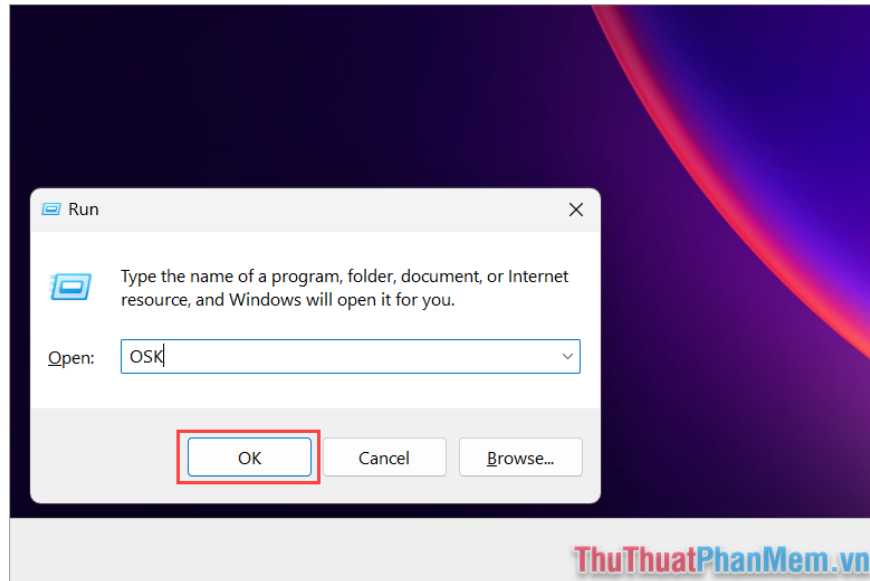 Run
Type the name of a program, folder, document, or Internet
resource, and Windows will open it for you.
Open:
OSK
OK
Cancel
Browse...
ThuThuatPhanMem.vn